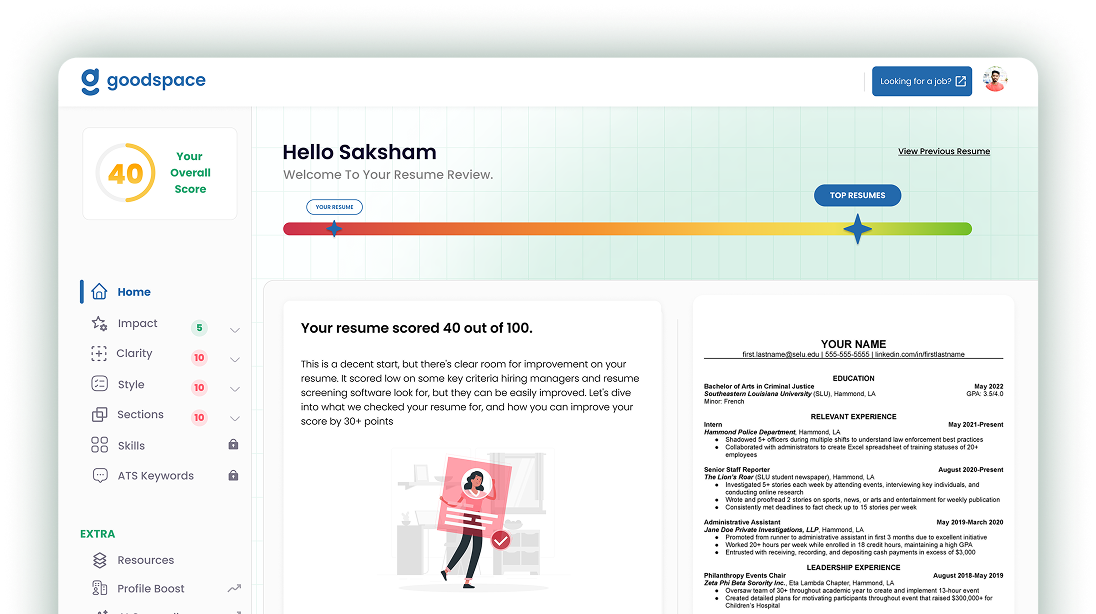 goodspace
Looking for a job?
40
Your
Overall
Score
Hello Saksham
Welcome To Your Resume Review.
View Previous Resume
YOUR RESUME
TOP RESUMES
Home
Impact 5
Clarity 10
Style 10
Sections 10
Skills
ATS Keywords
EXTRA
Resources
Profile Boost
Your resume scored 40 out of 100.
This is a decent start, but there's clear room for improvement on your
resume. It scored low on some key criteria hiring managers and resume
screening software look for, but they can be easily improved. Let's dive
into what we checked your resume for, and how you can improve your
score by 30+ points
YOUR NAME
first.lastname@selu.edu | 555-555-5555 | linkedin.com/in/firstlastname
EDUCATION
Bachelor of Arts in Criminal Justice May 2022
Southeastern Louisiana University (SLU), Hammond, LA GPA: 3.5/4.0
Minor: French
RELEVANT EXPERIENCE
Intern May 2021-Present
Hammond Police Department, Hammond, LA
● Shadowed 5+ officers during multiple shifts to understand law enforcement best practices
● Collaborated with administrators to create Excel spreadsheet of training statuses of 20+
employees
Senior Staff Reporter August 2020-Present
The Lion's Roar (SLU student newspaper), Hammond, LA
● Investigated 5+ stories each week by attending events, interviewing key individuals, and
conducting online research
● Wrote and proofread 2 stories on sports, news, or arts and entertainment for weekly publication
● Consistently met deadlines to fact check up to 15 stories per week
Administrative Assistant May 2019-March 2020
Jane Doe Private Investigations, LLP, Hammond, LA
● Promoted from runner to administrative assistant in first 3 months due to excellent initiative
● Worked 20+ hours per week while enrolled in 18 credit hours, maintaining a high GPA
● Entrusted with receiving, recording, and depositing cash payments in excess of $3,000
LEADERSHIP EXPERIENCE
Philanthropy Events Chair August 2018-May 2019
Zeta Phi Beta Sorority Inc., Eta Lambda Chapter, Hammond, LA
● Oversaw team of 30+ throughout academic year to create and implement 13-hour event
● Created detailed plans for motivating participants throughout event that raised $300,000+ for
Children's Hospital